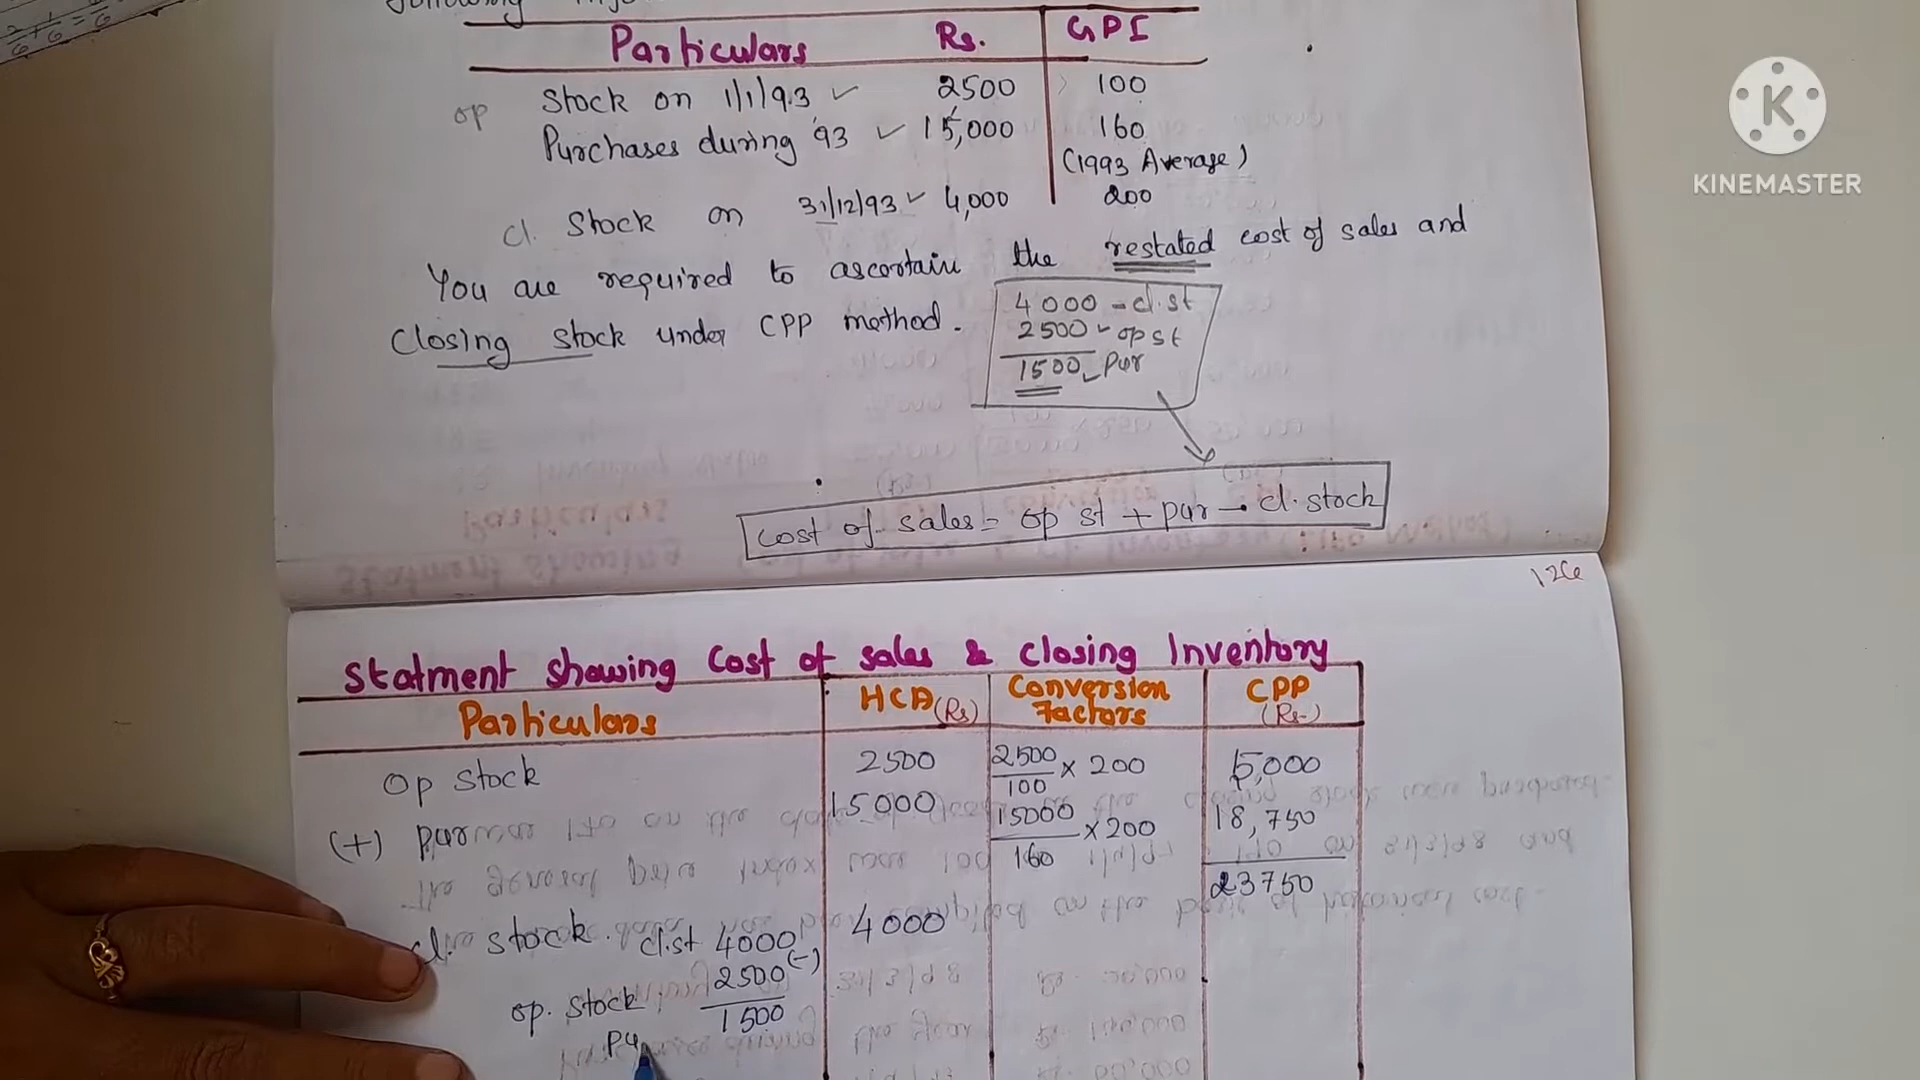 Particulars Rs. GPI
op Stock on 1/1/93 2500 100
Purchases during '93 15,000 160
(1993 Average)
cl. Stock on 31/12/93 4,000 200
You are required to ascertain the restated cost of sales and
Closing stock under CPP method.
4000 - cl.st
2500 - op st
1500 pur
Cost of sales = op st + pur - cl. stock
126
Statment showing Cost of sales & closing Inventory
Particulars HCA (Rs) Conversion Factors CPP (Rs.)
Op stock 2500 2500/100 × 200 5,000
(+) pur 15000 15000/160 × 200 18,750
23750
cl. stock. cl.st 4000 4000
op. stock 2500 (-)
1500
pu
KINEMASTER